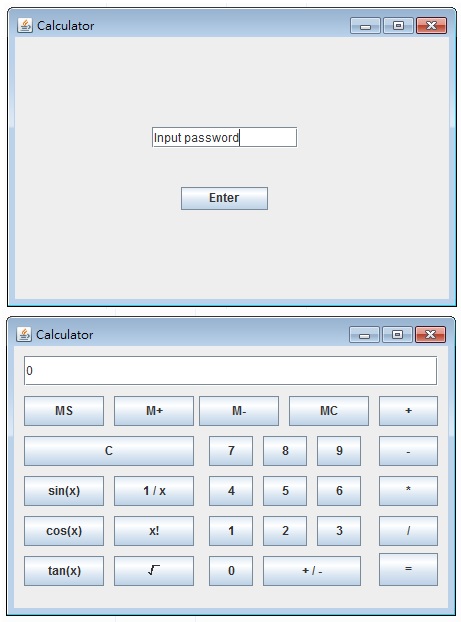 Calculator
Input password
Enter
Calculator
0
MS M+ M- MC +
C 7 8 9 -
sin(x) 1 / x 4 5 6 *
cos(x) x! 1 2 3 /
tan(x) √ 0 + / - =